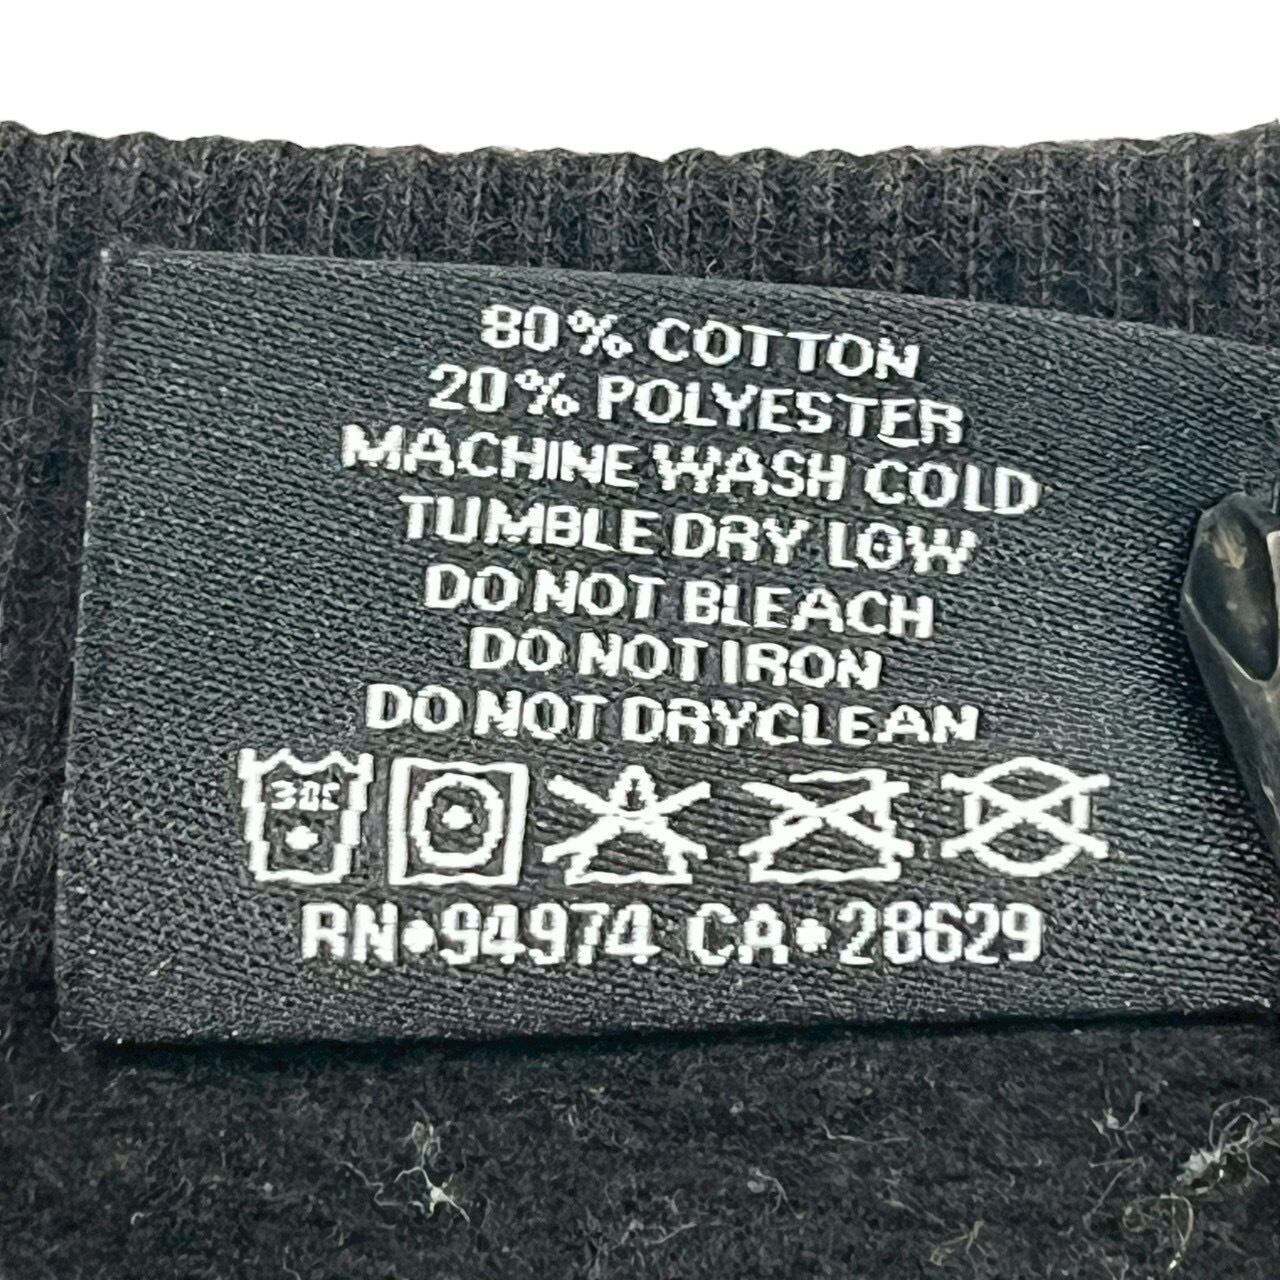 80% COTTON
20% POLYESTER
MACHINE WASH COLD
TUMBLE DRY LOW
DO NOT BLEACH
DO NOT IRON
DO NOT DRYCLEAN
30C
RN•94974 CA•28629